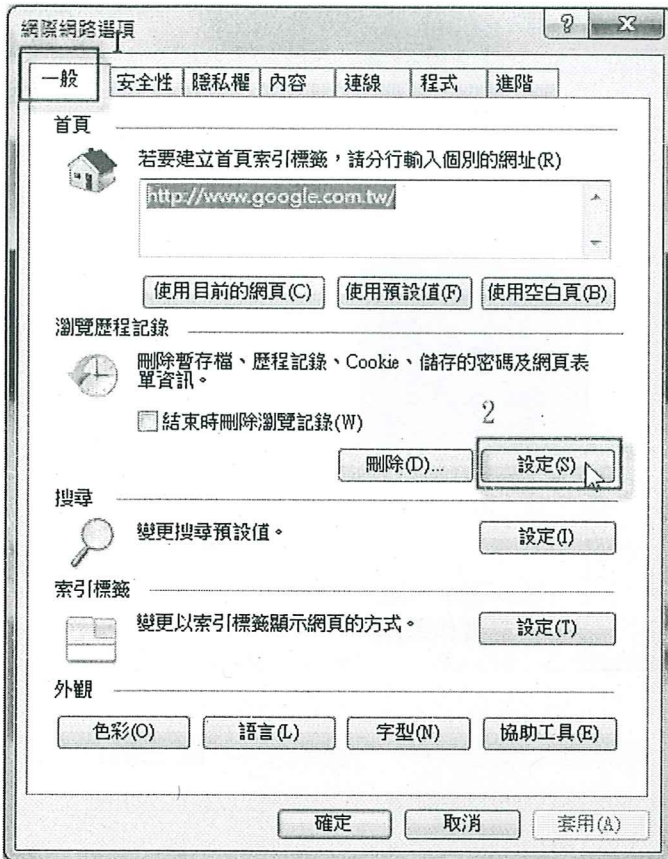 網際網路選項
1
一般 安全性 隱私權 內容 連線 程式 進階
首頁
若要建立首頁索引標籤，請分行輸入個別的網址(R)
http://www.google.com.tw/
使用目前的網頁(C) 使用預設值(F) 使用空白頁(B)
瀏覽歷程記錄
刪除暫存檔、歷程記錄、Cookie、儲存的密碼及網頁表
單資訊。
結束時刪除瀏覽記錄(W)
2
刪除(D)... 設定(S)
搜尋
變更搜尋預設值。 設定(I)
索引標籤
變更以索引標籤顯示網頁的方式。 設定(T)
外觀
色彩(O) 語言(L) 字型(N) 協助工具(E)
確定 取消 套用(A)